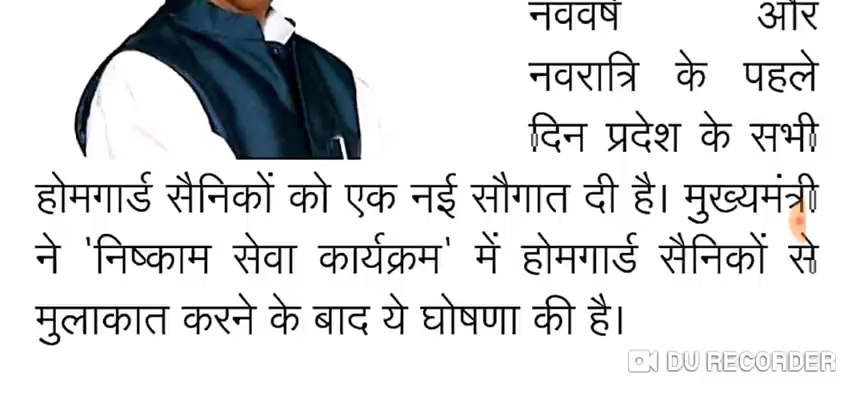 नववर्ष और
नवरात्रि के पहले
दिन प्रदेश के सभी
होमगार्ड सैनिकों को एक नई सौगात दी है। मुख्यमंत्री
ने 'निष्काम सेवा कार्यक्रम' में होमगार्ड सैनिकों से
मुलाकात करने के बाद ये घोषणा की है।
DU RECORDER